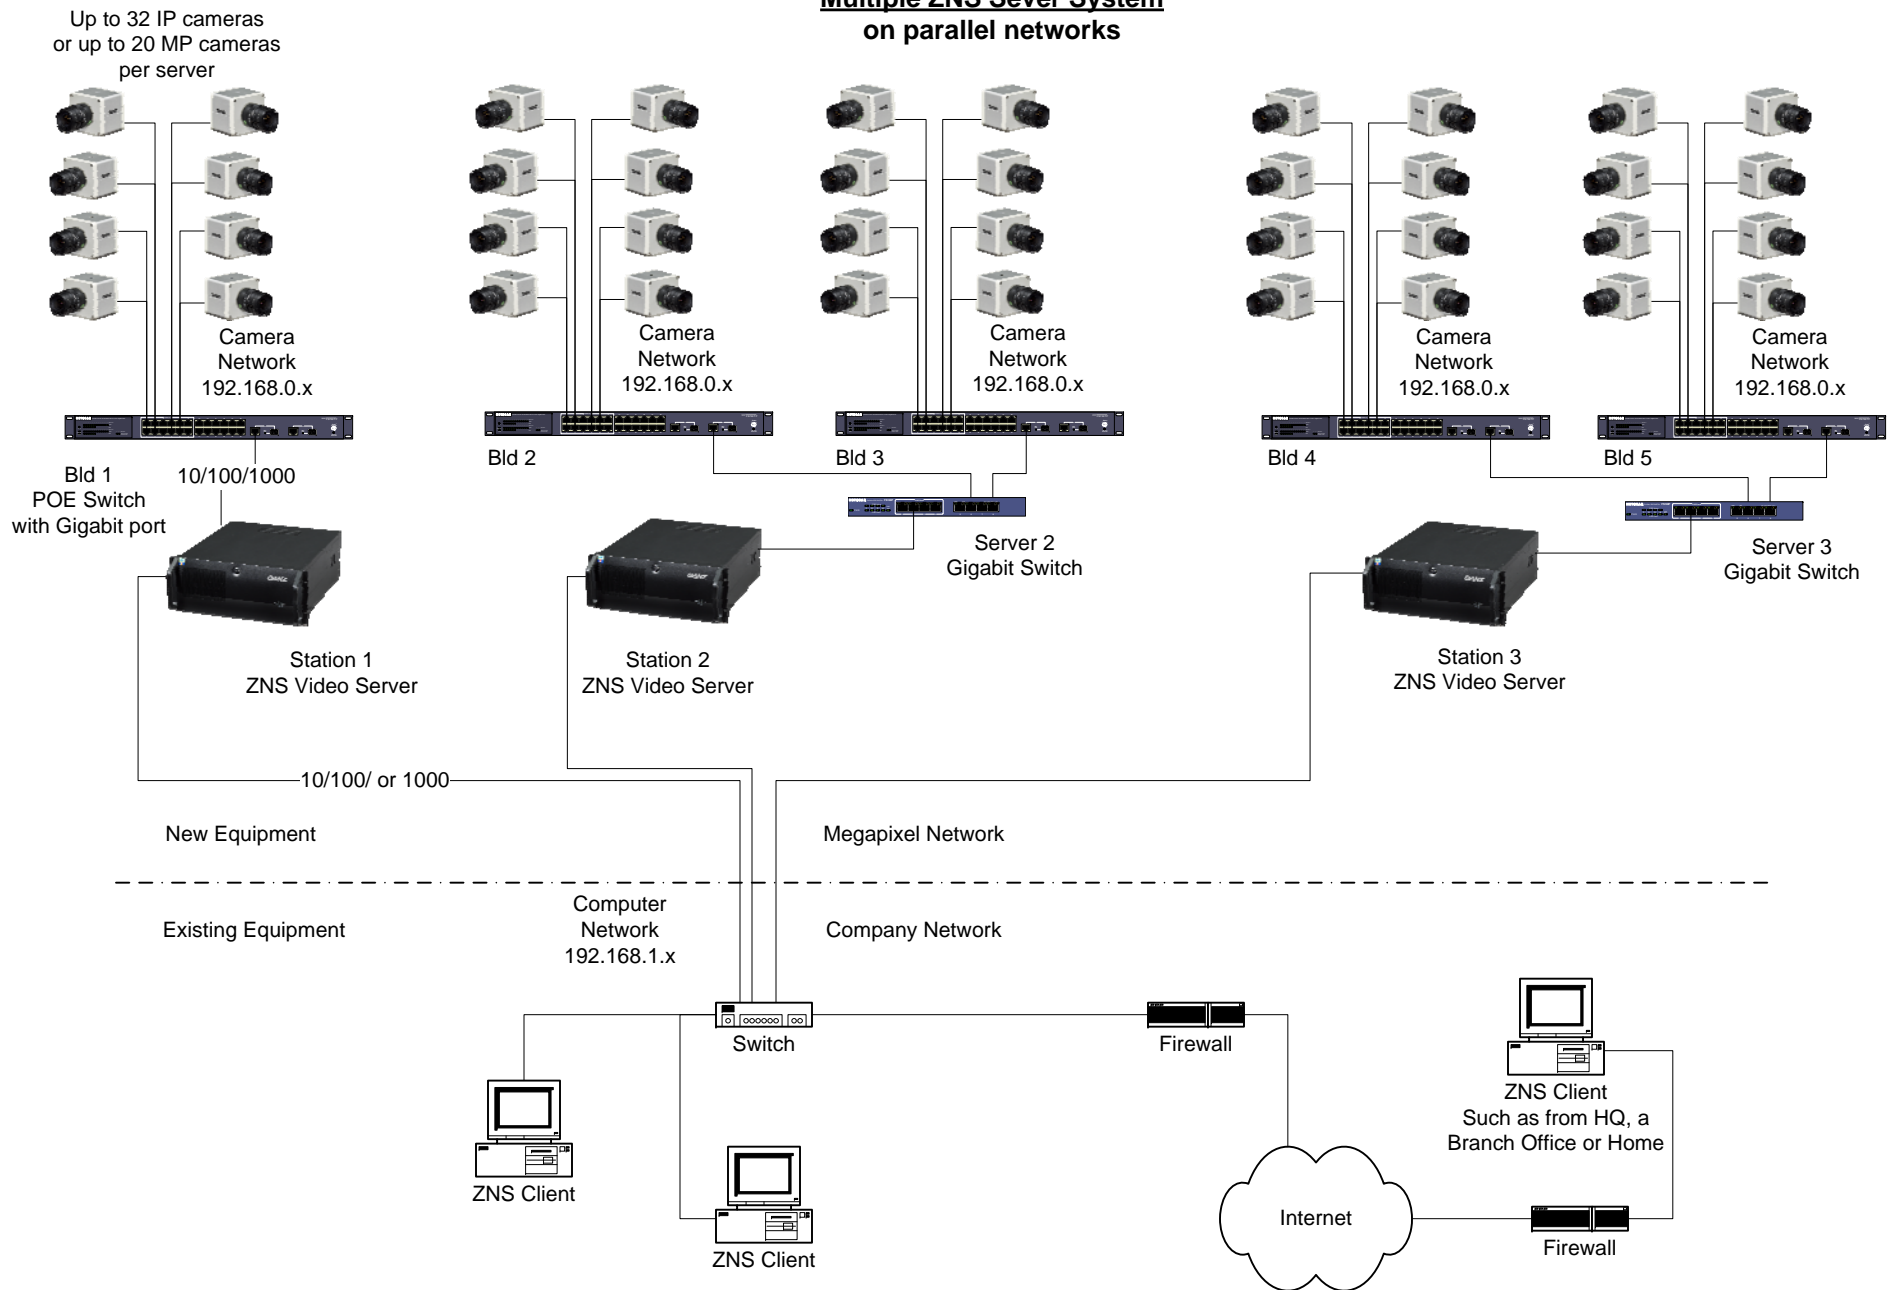 Multiple ZNS Sever System
on parallel networks
Up to 32 IP cameras
or up to 20 MP cameras
per server
Camera
Network
192.168.0.x
Camera
Network
192.168.0.x
Camera
Network
192.168.0.x
Camera
Network
192.168.0.x
Camera
Network
192.168.0.x
Bld 1
POE Switch
with Gigabit port
10/100/1000
Bld 2
Bld 3
Bld 4
Bld 5
Server 2
Gigabit Switch
Server 3
Gigabit Switch
Station 1
ZNS Video Server
Station 2
ZNS Video Server
Station 3
ZNS Video Server
10/100/ or 1000
New Equipment
Megapixel Network
Existing Equipment
Computer
Network
192.168.1.x
Company Network
Switch
Firewall
ZNS Client
Such as from HQ, a
Branch Office or Home
ZNS Client
ZNS Client
Internet
Firewall